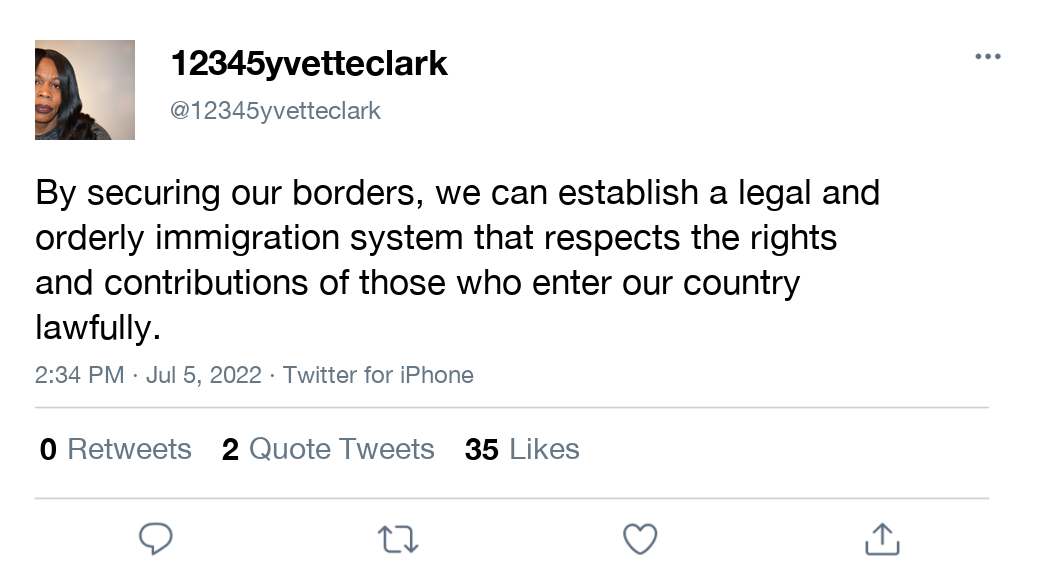 12345yvetteclark
@12345yvetteclark
By securing our borders, we can establish a legal and
orderly immigration system that respects the rights
and contributions of those who enter our country
lawfully.
2:34 PM · Jul 5, 2022 · Twitter for iPhone
0 Retweets 2 Quote Tweets 35 Likes